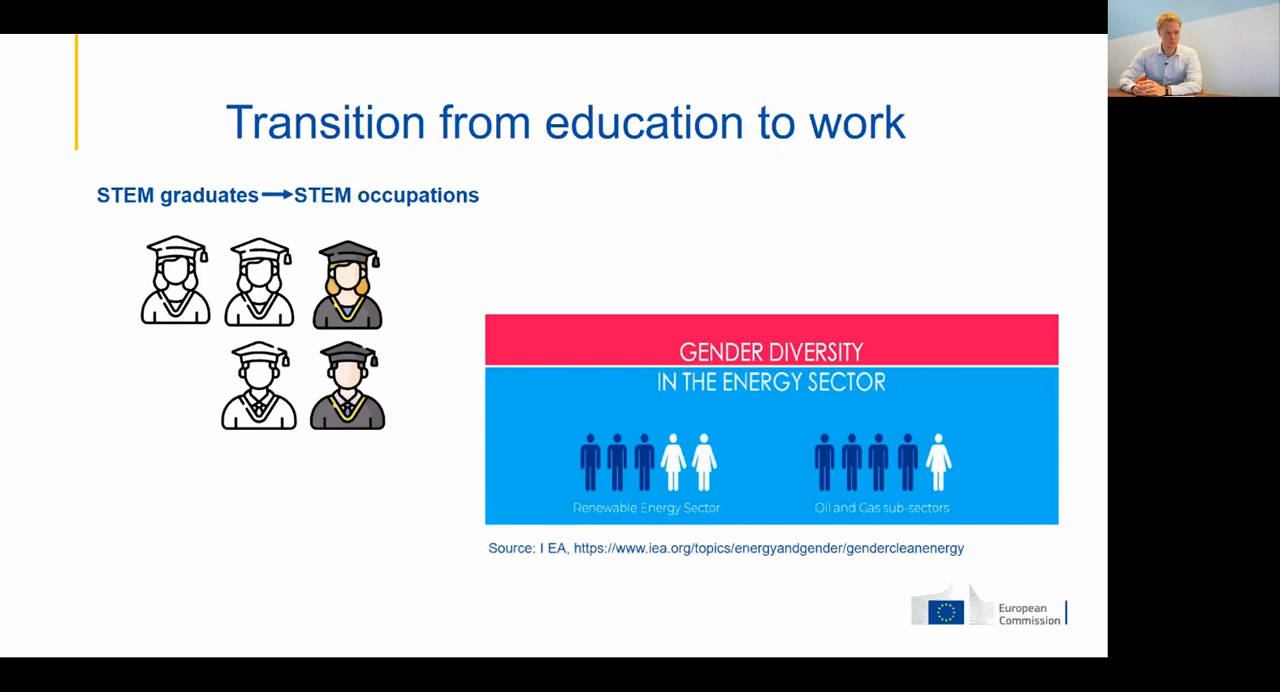 Transition from education to work
STEM graduates → STEM occupations
GENDER DIVERSITY
IN THE ENERGY SECTOR
Renewable Energy Sector
Oil and Gas sub-sectors
Source: I EA, https://www.iea.org/topics/energyandgender/gendercleanenergy
European
Commission